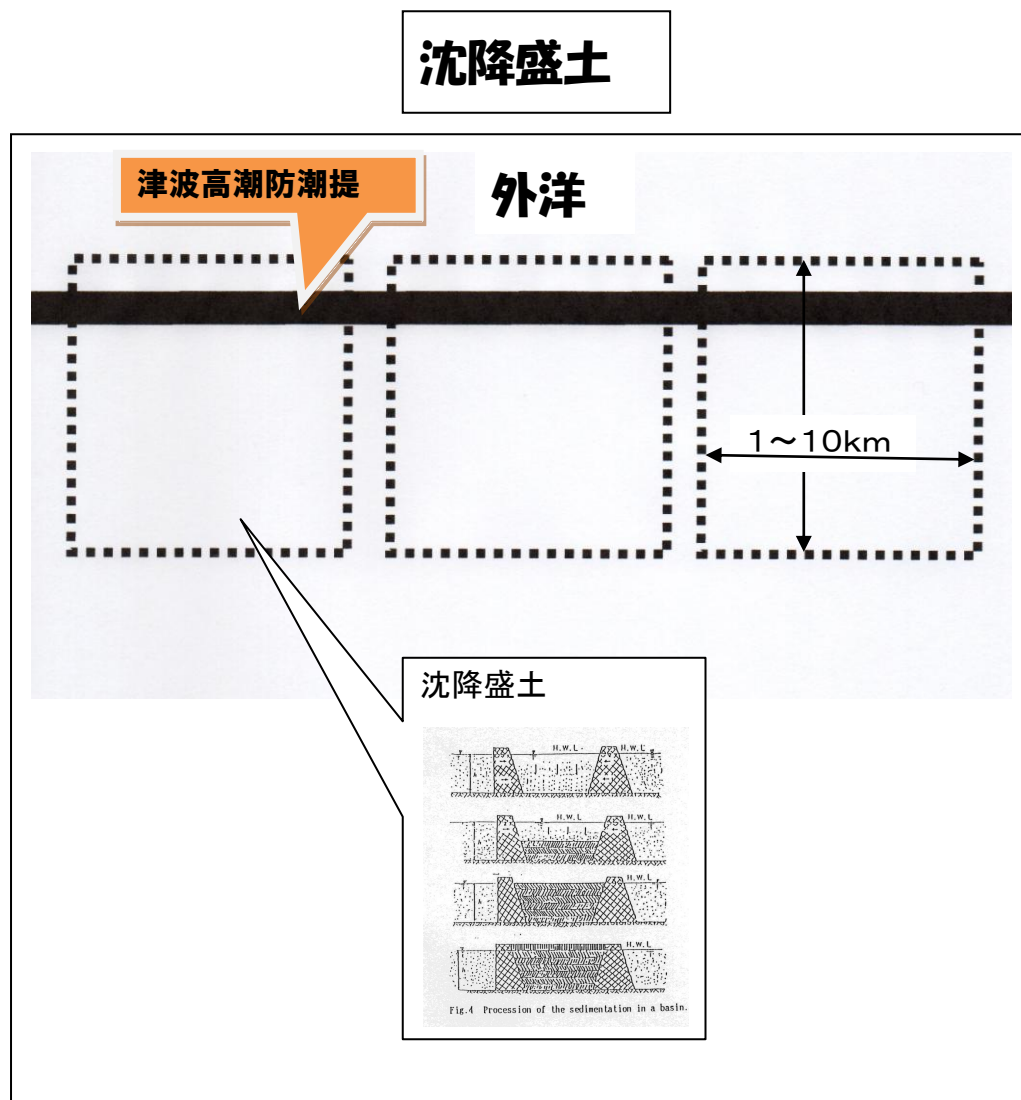 沈降盛土
津波高潮防潮提
外洋
1～10km
沈降盛土
H.W.L H.W.L
h
H.W.L H.W.L
h
H.W.L
h
H.W.L
h
Fig.4 Procession of the sedimentation in a basin.